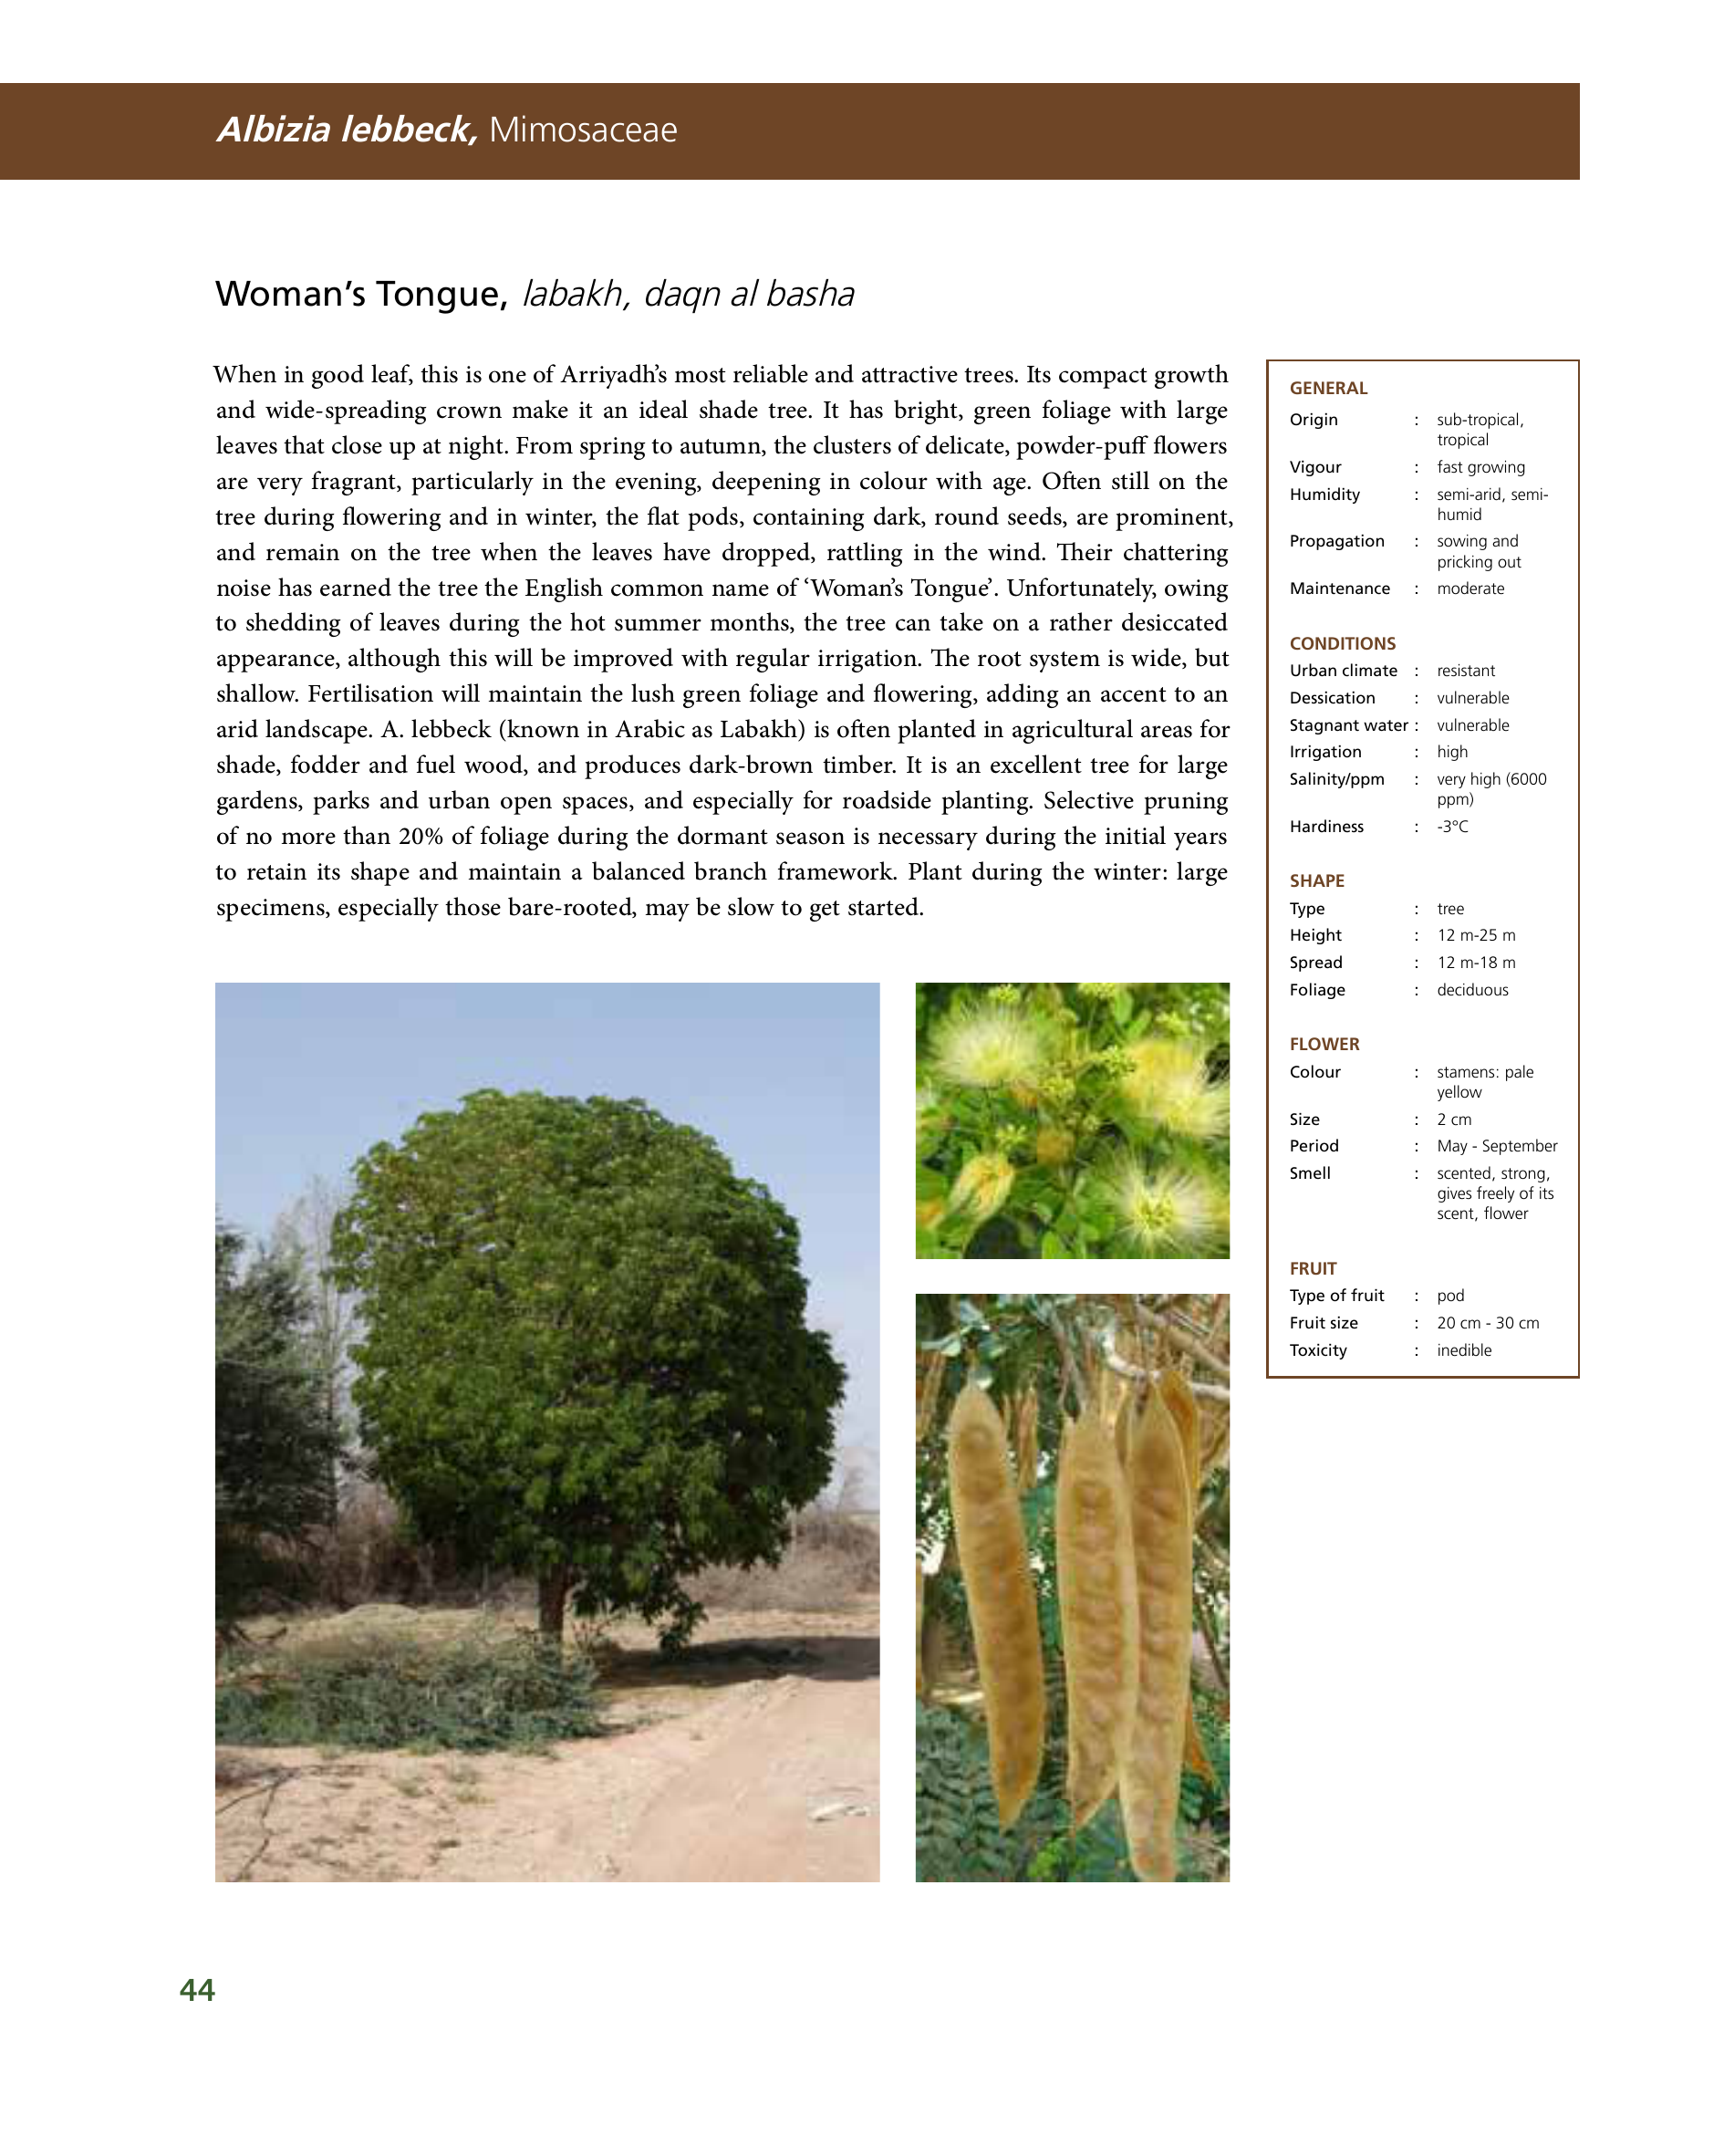 Albizia lebbeck, Mimosaceae
Woman’s Tongue, labakh, daqn al basha
When in good leaf, this is one of Arriyadh’s most reliable and attractive trees. Its compact growth
and wide-spreading crown make it an ideal shade tree. It has bright, green foliage with large
leaves that close up at night. From spring to autumn, the clusters of delicate, powder-puff flowers
are very fragrant, particularly in the evening, deepening in colour with age. Often still on the
tree during flowering and in winter, the flat pods, containing dark, round seeds, are prominent,
and remain on the tree when the leaves have dropped, rattling in the wind. Their chattering
noise has earned the tree the English common name of ‘Woman’s Tongue’. Unfortunately, owing
to shedding of leaves during the hot summer months, the tree can take on a rather desiccated
appearance, although this will be improved with regular irrigation. The root system is wide, but
shallow. Fertilisation will maintain the lush green foliage and flowering, adding an accent to an
arid landscape. A. lebbeck (known in Arabic as Labakh) is often planted in agricultural areas for
shade, fodder and fuel wood, and produces dark-brown timber. It is an excellent tree for large
gardens, parks and urban open spaces, and especially for roadside planting. Selective pruning
of no more than 20% of foliage during the dormant season is necessary during the initial years
to retain its shape and maintain a balanced branch framework. Plant during the winter: large
specimens, especially those bare-rooted, may be slow to get started.
GENERAL
Origin : sub-tropical,
tropical
Vigour : fast growing
Humidity : semi-arid, semi-
humid
Propagation : sowing and
pricking out
Maintenance : moderate
CONDITIONS
Urban climate : resistant
Dessication : vulnerable
Stagnant water : vulnerable
Irrigation : high
Salinity/ppm : very high (6000
ppm)
Hardiness : -3°C
SHAPE
Type : tree
Height : 12 m-25 m
Spread : 12 m-18 m
Foliage : deciduous
FLOWER
Colour : stamens: pale
yellow
Size : 2 cm
Period : May - September
Smell : scented, strong,
gives freely of its
scent, flower
FRUIT
Type of fruit : pod
Fruit size : 20 cm - 30 cm
Toxicity : inedible
44